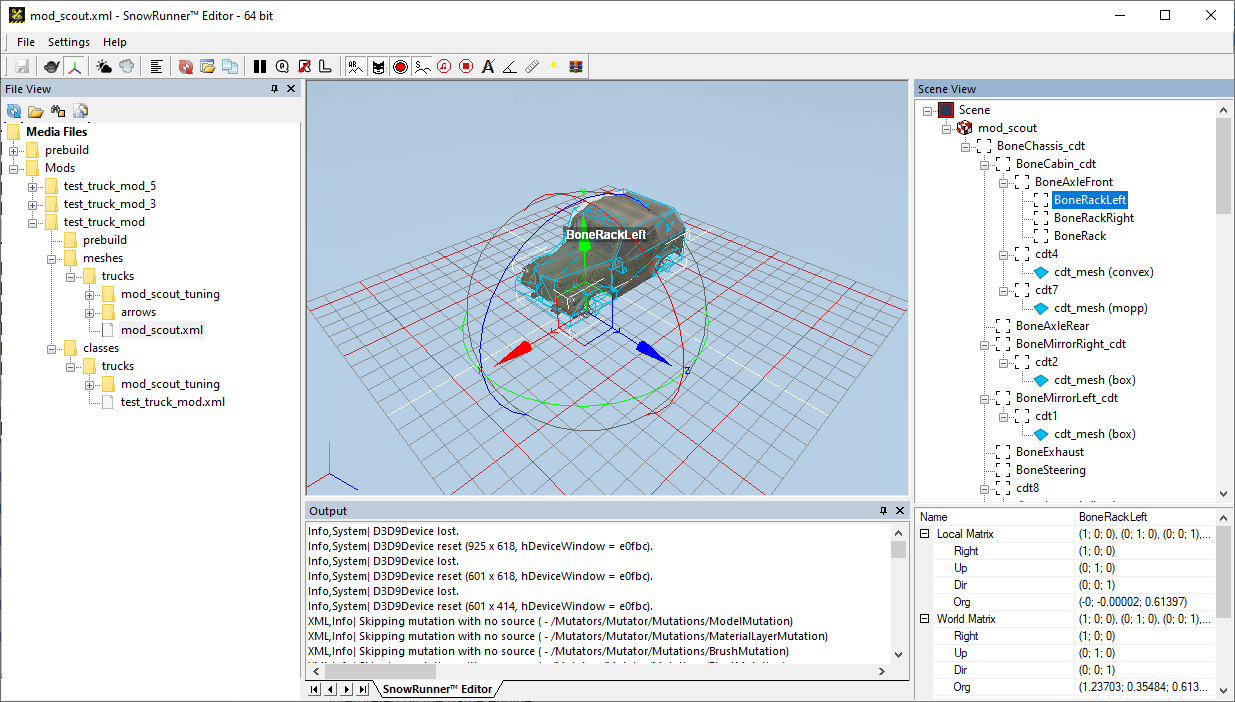 mod_scout.xml - SnowRunner™ Editor - 64 bit
File Settings Help
File View
Media Files
prebuild
Mods
test_truck_mod_5
test_truck_mod_3
test_truck_mod
prebuild
meshes
trucks
mod_scout_tuning
arrows
mod_scout.xml
classes
trucks
mod_scout_tuning
test_truck_mod.xml
BoneRackLeft
Z
Output
Info,System| D3D9Device lost.
Info,System| D3D9Device reset (925 x 618, hDeviceWindow = e0fbc).
Info,System| D3D9Device lost.
Info,System| D3D9Device reset (601 x 618, hDeviceWindow = e0fbc).
Info,System| D3D9Device lost.
Info,System| D3D9Device reset (601 x 414, hDeviceWindow = e0fbc).
XML,Info| Skipping mutation with no source ( - /Mutators/Mutator/Mutations/ModelMutation)
XML,Info| Skipping mutation with no source ( - /Mutators/Mutator/Mutations/MaterialLayerMutation)
XML,Info| Skipping mutation with no source ( - /Mutators/Mutator/Mutations/BrushMutation)
SnowRunner™ Editor
Scene View
Scene
mod_scout
BoneChassis_cdt
BoneCabin_cdt
BoneAxleFront
BoneRackLeft
BoneRackRight
BoneRack
cdt4
cdt_mesh (convex)
cdt7
cdt_mesh (mopp)
BoneAxleRear
BoneMirrorRight_cdt
cdt2
cdt_mesh (box)
BoneMirrorLeft_cdt
cdt1
cdt_mesh (box)
BoneExhaust
BoneSteering
cdt8
Name BoneRackLeft
Local Matrix (1; 0; 0), (0; 1; 0), (0; 0; 1),...
Right (1; 0; 0)
Up (0; 1; 0)
Dir (0; 0; 1)
Org (-0; -0.00002; 0.61397)
World Matrix (1; 0; 0), (0; 1; 0), (0; 0; 1),...
Right (1; 0; 0)
Up (0; 1; 0)
Dir (0; 0; 1)
Org (1.23703; 0.35484; 0.613...